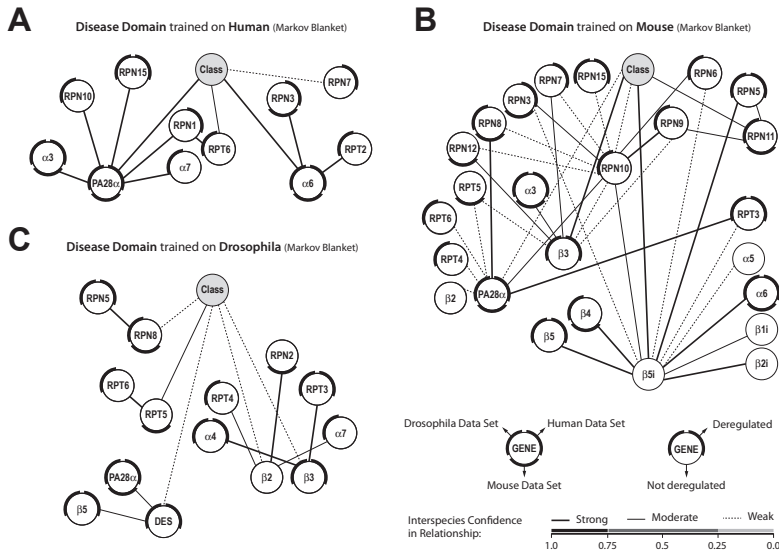 A
Disease Domain trained on Human (Markov Blanket)
RPN15
Class
RPN10
RPN7
RPN3
RPN1
α3
RPT6
RPT2
PA28α
α7
α6
B
Disease Domain trained on Mouse (Markov Blanket)
RPN7
RPN15
Class
RPN6
RPN3
RPN5
RPN8
RPN9
RPN11
RPN12
RPN10
RPT5
α3
RPT6
RPT3
β3
RPT4
α5
β2
PA28α
α6
β4
β5
β1i
β5i
β2i
C
Disease Domain trained on Drosophila (Markov Blanket)
Class
RPN5
RPN8
RPN2
RPT6
RPT3
RPT5
RPT4
α4
α7
β2
β3
PA28α
β5
DES
Drosophila Data Set
Human Data Set
GENE
Mouse Data Set
Deregulated
GENE
Not deregulated
Interspecies Confidence
in Relationship:
Strong
Moderate
Weak
1.0 0.75 0.5 0.25 0.0